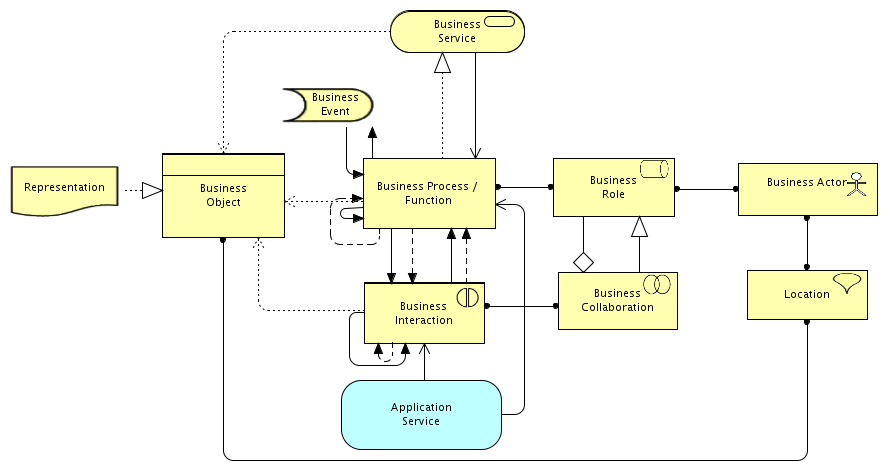 Business
Service
Business
Event
Representation
Business
Object
Business Process /
Function
Business
Role
Business Actor
Business
Interaction
Business
Collaboration
Location
Application
Service